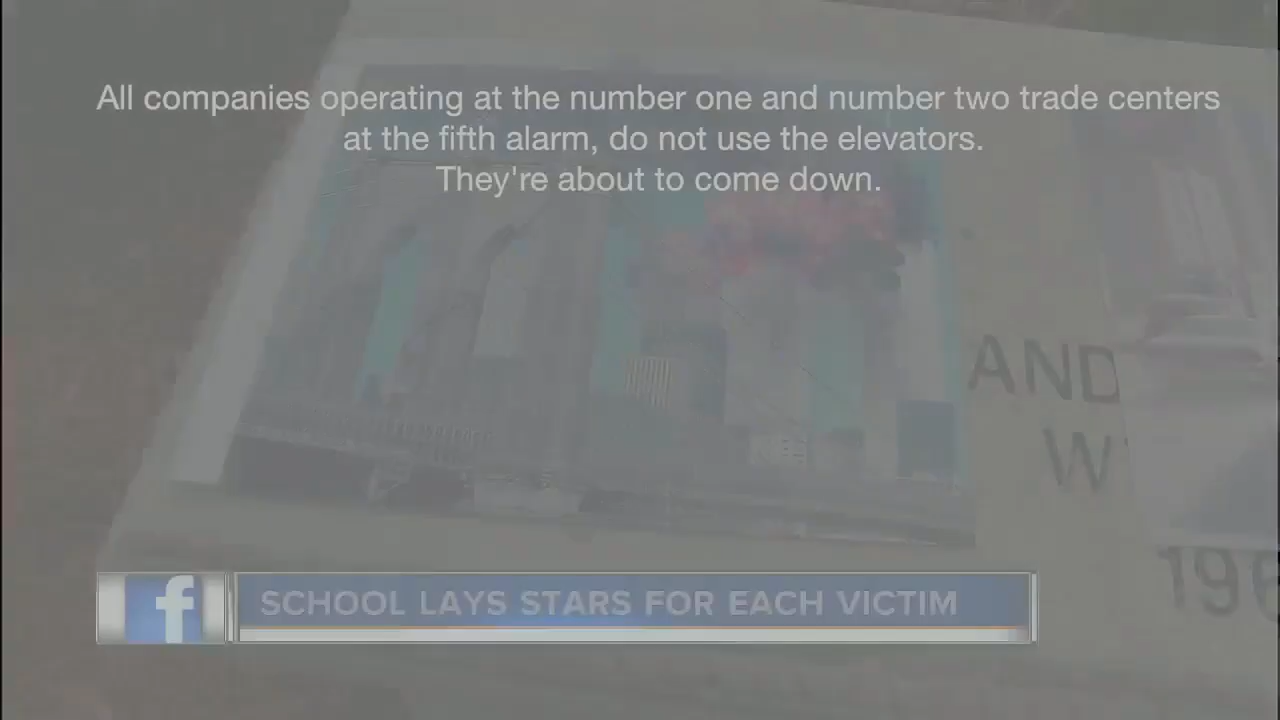 All companies operating at the number one and number two trade centers
at the fifth alarm, do not use the elevators.
They're about to come down.
AND
W
196
f
SCHOOL LAYS STARS FOR EACH VICTIM